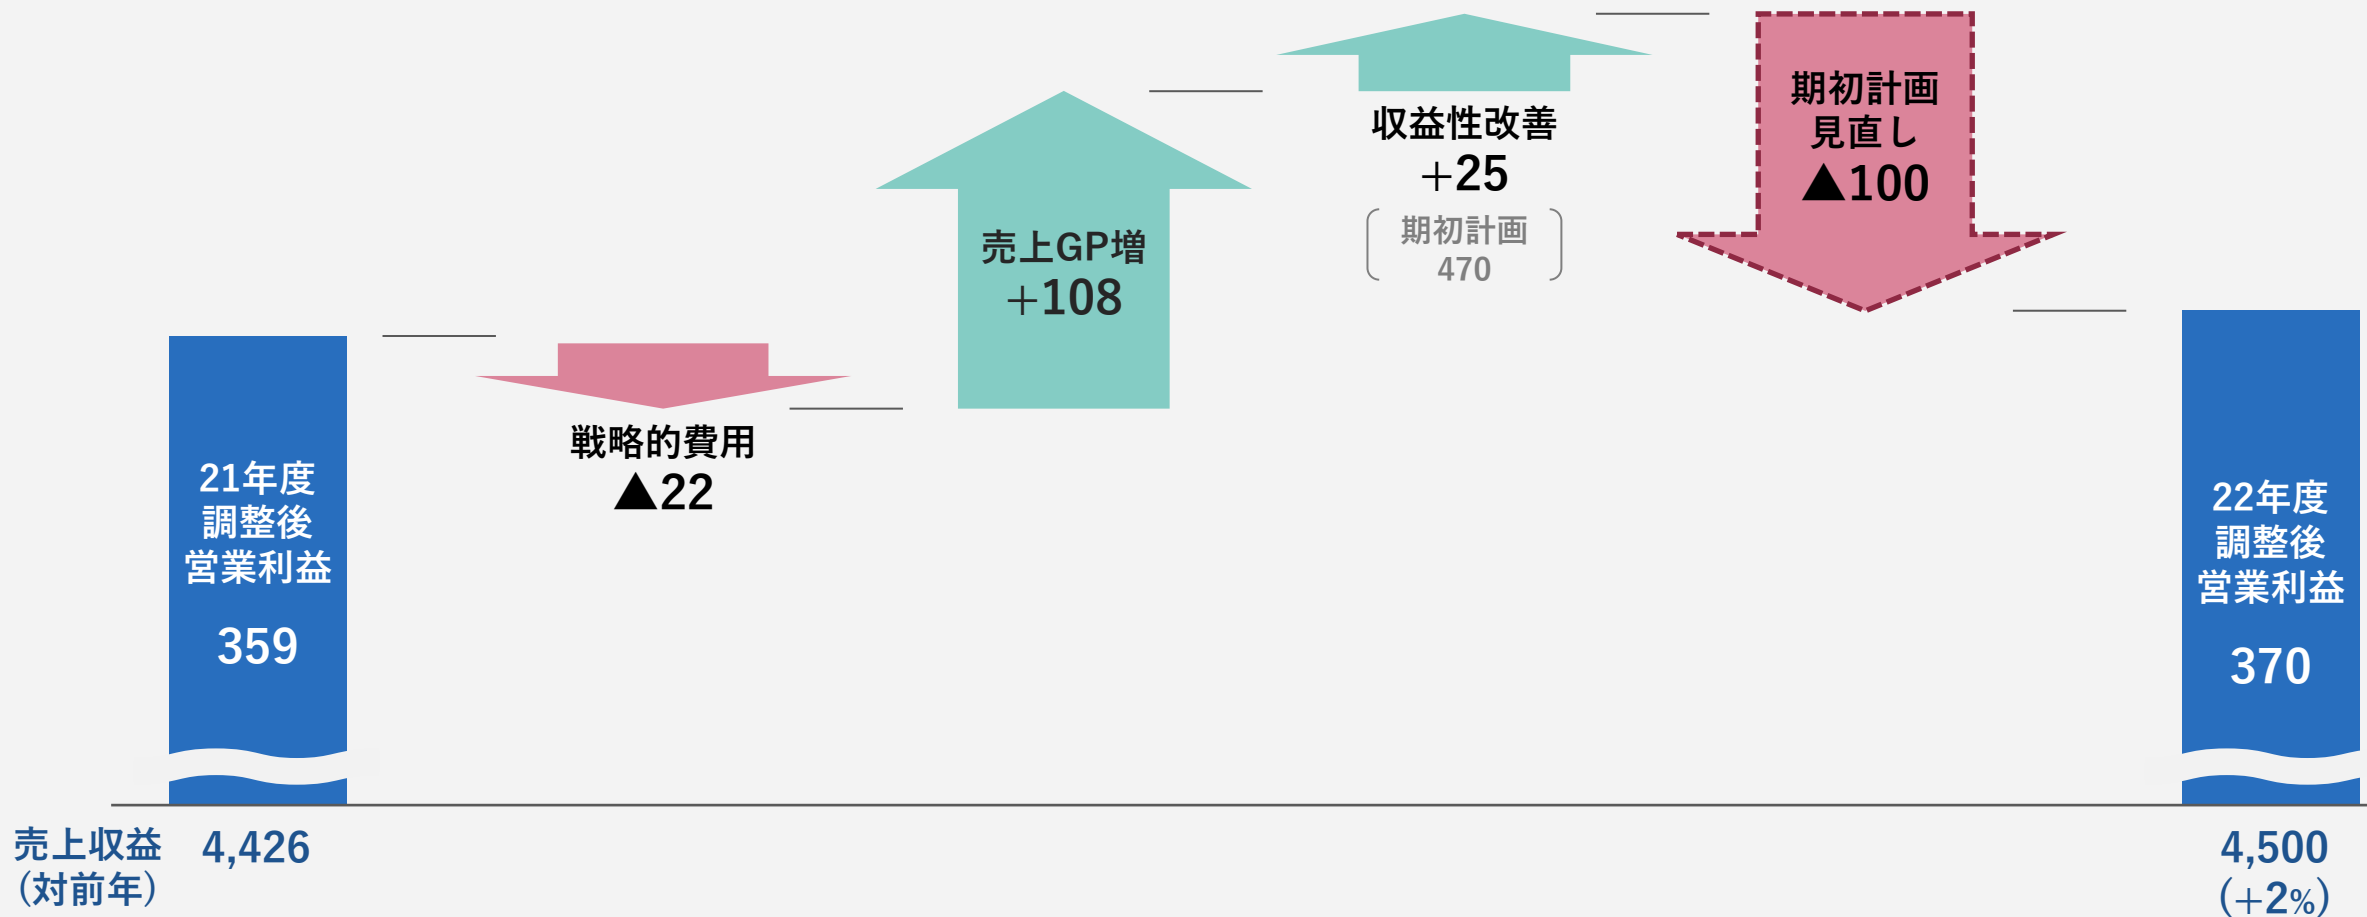 21年度
調整後
営業利益
359
戦略的費用
▲22
売上GP増
+108
収益性改善
+25
期初計画
470
期初計画
見直し
▲100
22年度
調整後
営業利益
370
売上収益
(対前年)
4,426
4,500
(+2%)